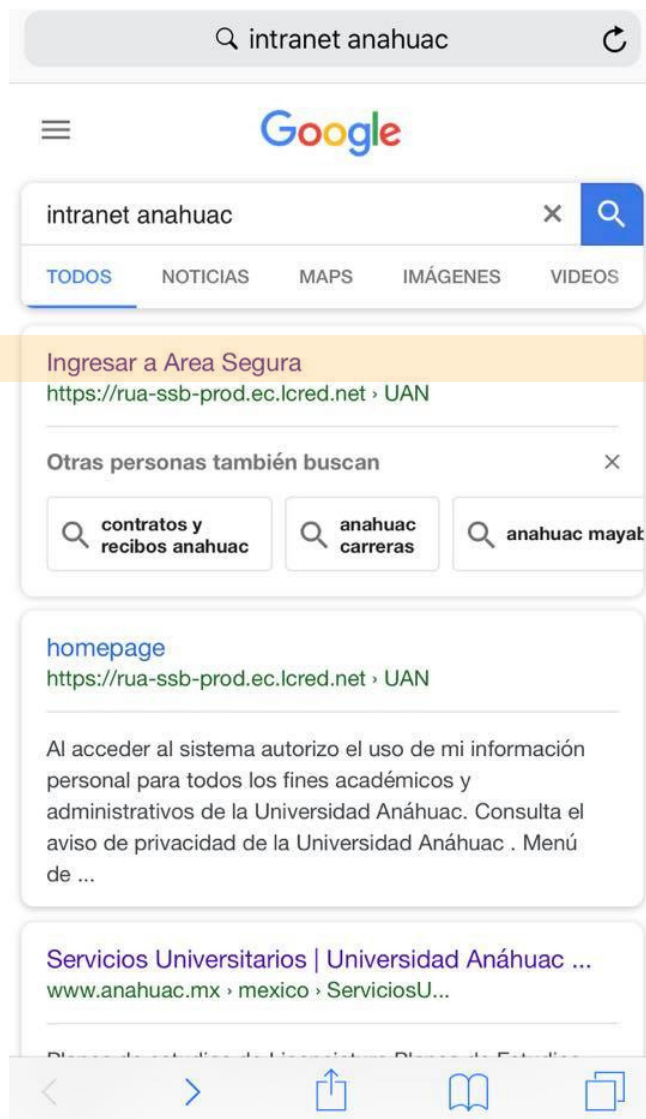 intranet anahuac
Google
intranet anahuac
TODOS NOTICIAS MAPS IMÁGENES VIDEOS
Ingresar a Area Segura
https://rua-ssb-prod.ec.lcred.net › UAN
Otras personas también buscan
contratos y
recibos anahuac
anahuac
carreras
anahuac mayab
homepage
https://rua-ssb-prod.ec.lcred.net › UAN
Al acceder al sistema autorizo el uso de mi información
personal para todos los fines académicos y
administrativos de la Universidad Anáhuac. Consulta el
aviso de privacidad de la Universidad Anáhuac . Menú
de ...
Servicios Universitarios | Universidad Anáhuac ...
www.anahuac.mx › mexico › ServiciosU...